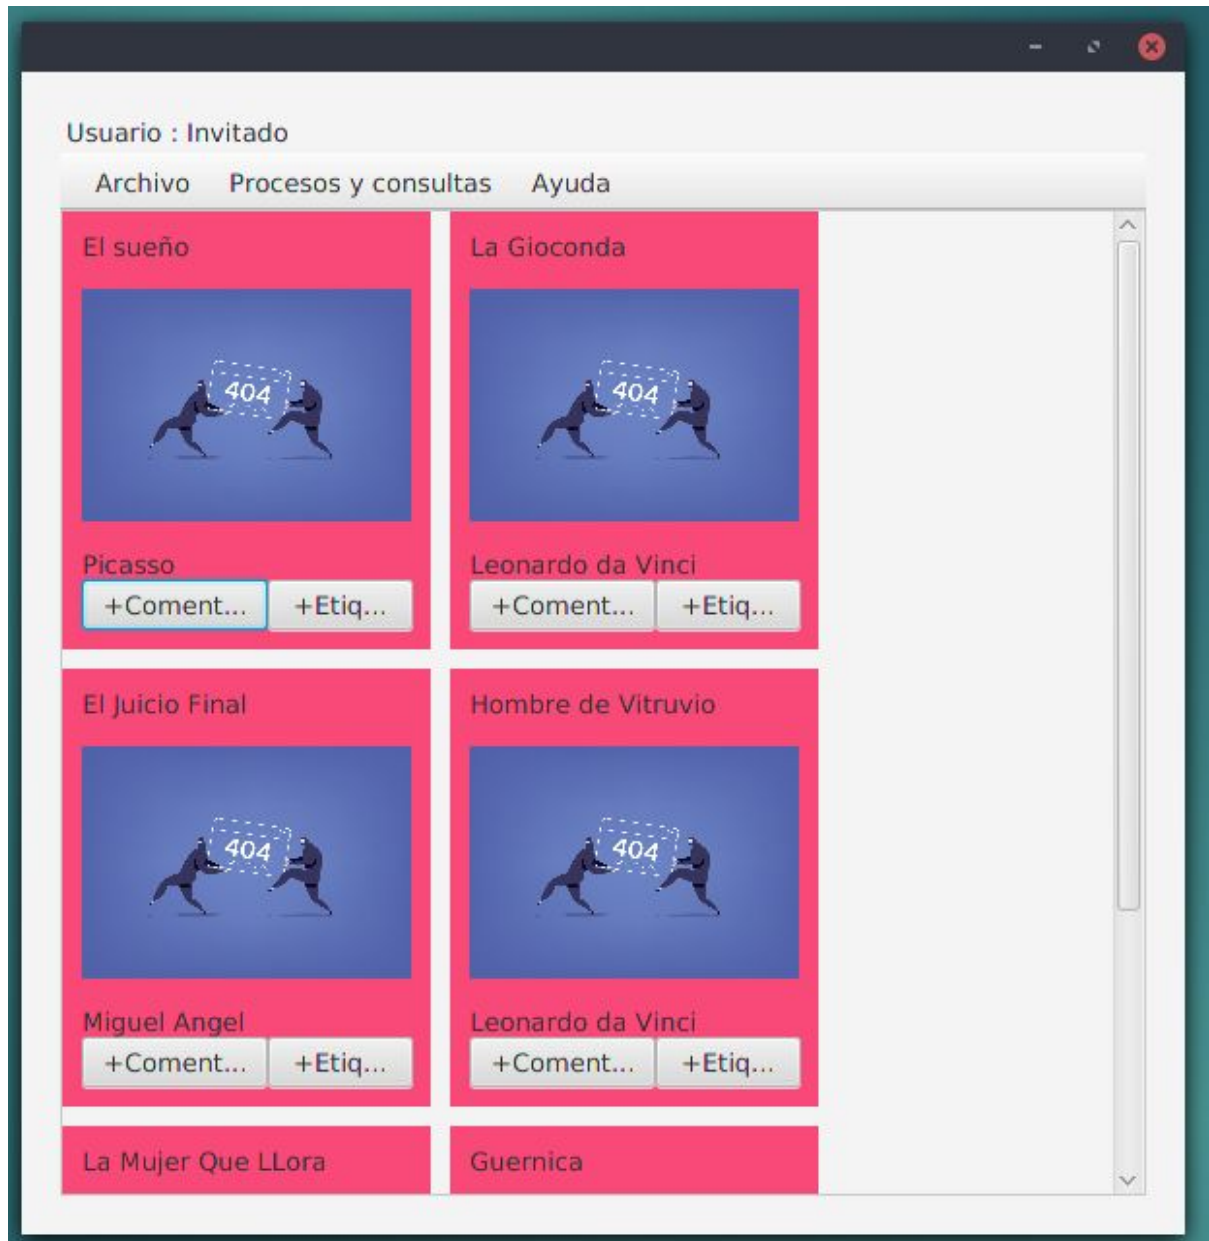 Usuario : Invitado
Archivo Procesos y consultas Ayuda
El sueño
404
Picasso
+Coment... +Etiq...
La Gioconda
404
Leonardo da Vinci
+Coment... +Etiq...
El Juicio Final
404
Miguel Angel
+Coment... +Etiq...
Hombre de Vitruvio
404
Leonardo da Vinci
+Coment... +Etiq...
La Mujer Que LLora
Guernica